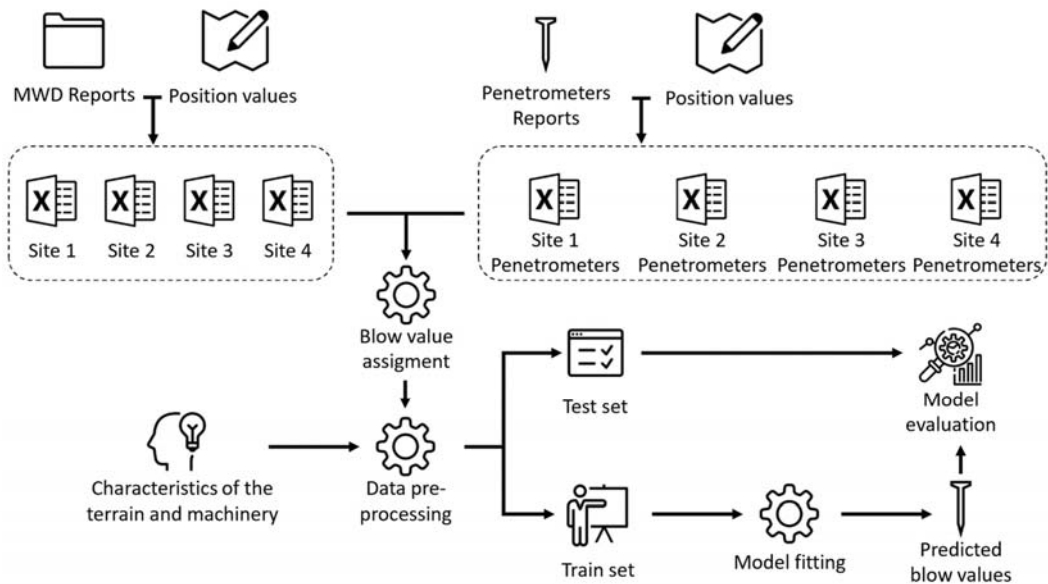 MWD Reports
Position values
Penetrometers
Reports
Position values
X
X
X
X
Site 1
Site 2
Site 3
Site 4
X
X
X
X
Site 1
Penetrometers
Site 2
Penetrometers
Site 3
Penetrometers
Site 4
Penetrometers
Blow value
assigment
Test set
Model
evaluation
Characteristics of the
terrain and machinery
Data pre-
processing
Train set
Model fitting
Predicted
blow values